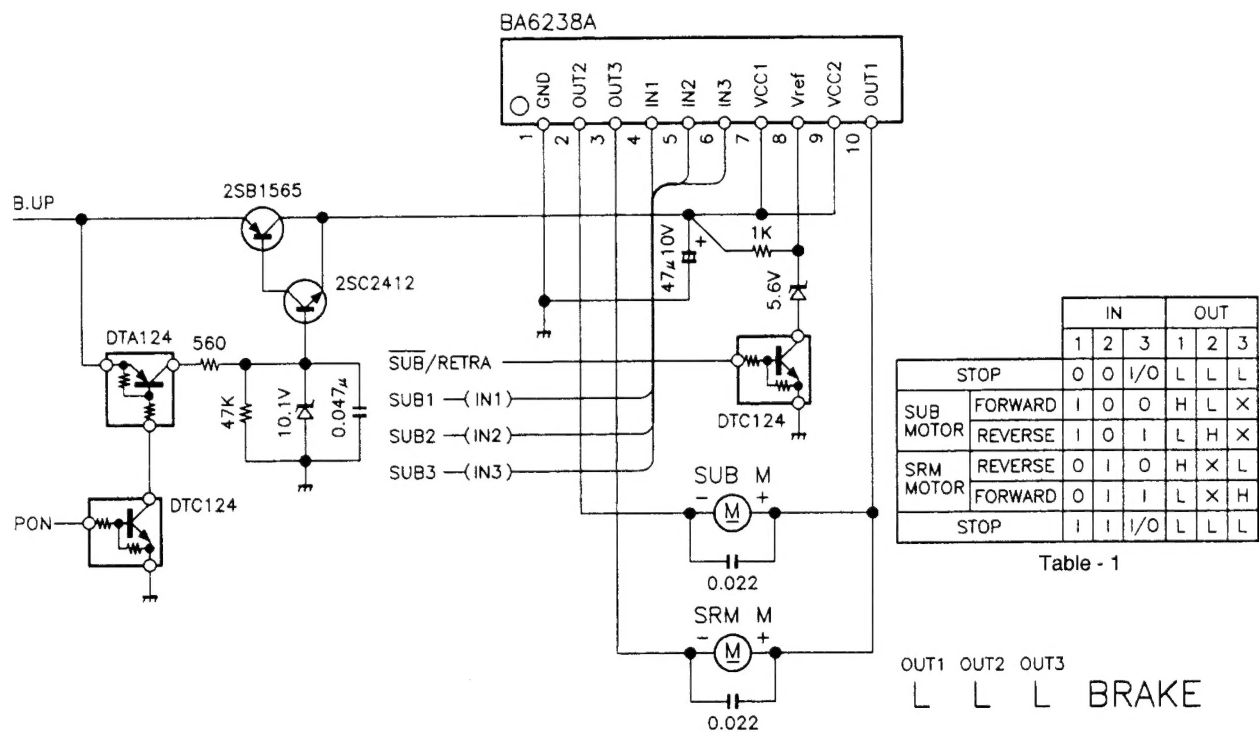 BA6238A
GND OUT2 OUT3 IN1 IN2 IN3 VCC1 Vref VCC2 OUT1
1 2 3 4 5 6 7 8 9 10
B.UP
2SB1565
2SC2412
DTA124
560
47K
10.1V
0.047μ
PON
DTC124
47μ10V
+
1K
5.6V
SUB/RETRA
DTC124
SUB1 (IN1)
SUB2 (IN2)
SUB3 (IN3)
SUB M
- M +
0.022
SRM M
- M +
0.022
IN OUT
1 2 3 1 2 3
STOP 0 0 1/0 L L L
SUB MOTOR FORWARD 1 0 0 H L X
REVERSE 1 0 1 L H X
SRM MOTOR REVERSE 0 1 0 H X L
FORWARD 0 1 1 L X H
STOP 1 1 1/0 L L L
Table - 1
OUT1 OUT2 OUT3
L L L BRAKE